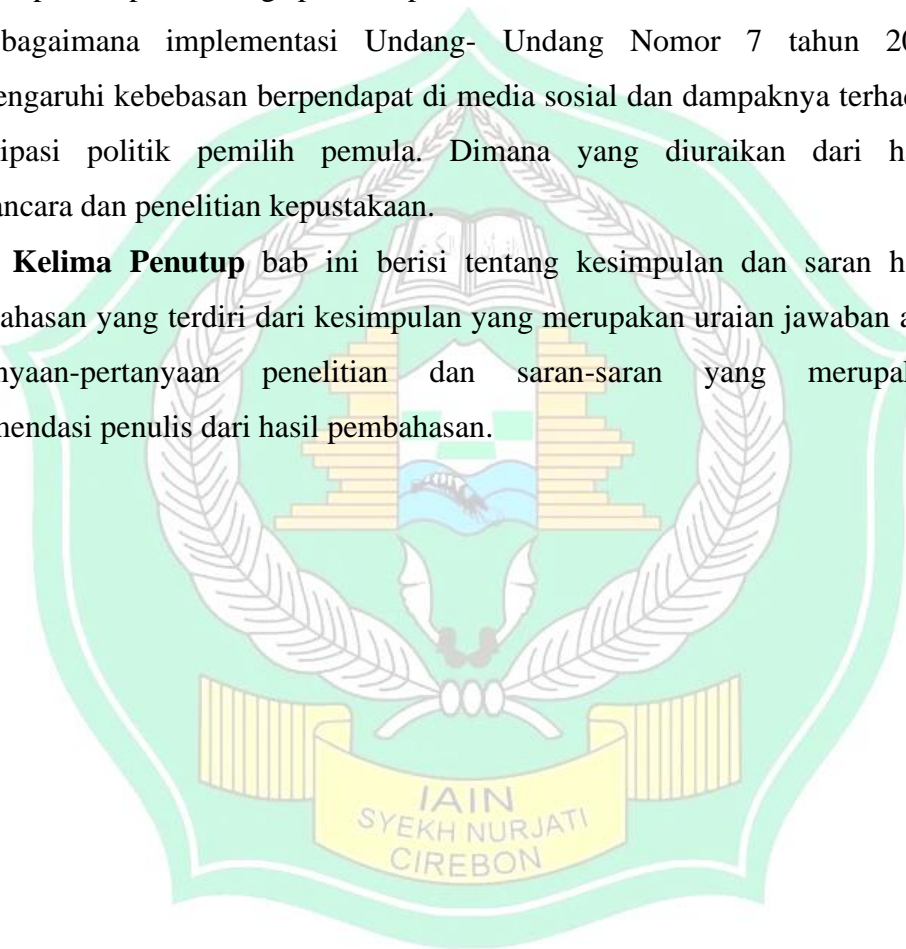 bagaimana implementasi Undang- Undang Nomor 7 tahun 20
engaruhi kebebasan berpendapat di media sosial dan dampaknya terhad
ipasi politik pemilih pemula. Dimana yang diuraikan dari h
ancara dan penelitian kepustakaan.
Kelima Penutup bab ini berisi tentang kesimpulan dan saran h
ahasan yang terdiri dari kesimpulan yang merupakan uraian jawaban a
nyaan-pertanyaan penelitian dan saran-saran yang merupak
nendasi penulis dari hasil pembahasan.
IAIN
SYEKH NURJATI
CIREBON